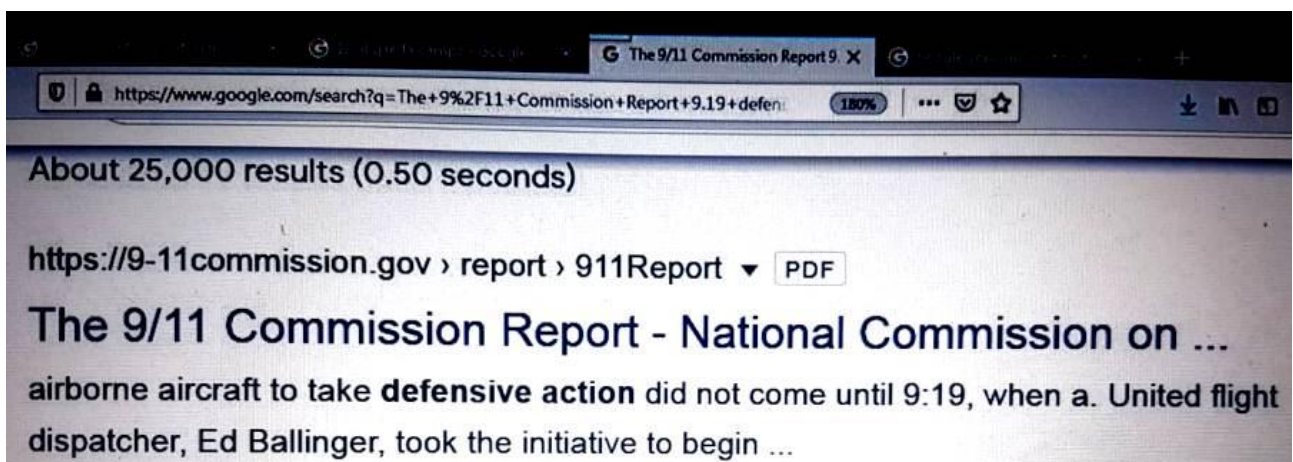 The 9/11 Commission Report 9
https://www.google.com/search?q=The+9%2F11+Commission+Report+9.19+defen
180%
About 25,000 results (0.50 seconds)
https://9-11commission.gov › report › 911Report
PDF
The 9/11 Commission Report - National Commission on ...
airborne aircraft to take defensive action did not come until 9:19, when a. United flight
dispatcher, Ed Ballinger, took the initiative to begin ...